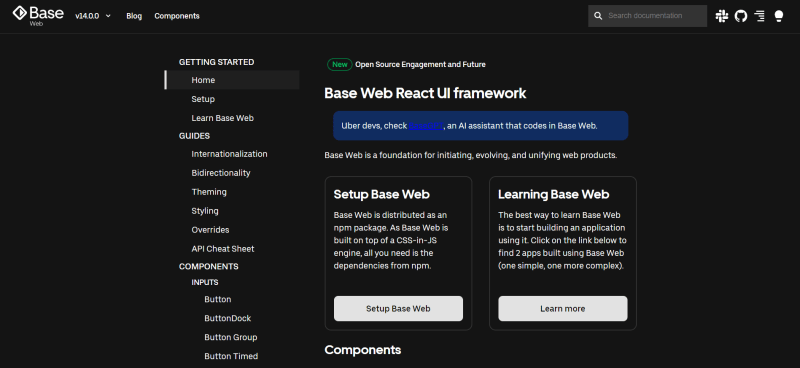 Base
Web
v14.0.0
Blog
Components
Search documentation
GETTING STARTED
Home
Setup
Learn Base Web
GUIDES
Internationalization
Bidirectionality
Theming
Styling
Overrides
API Cheat Sheet
COMPONENTS
INPUTS
Button
ButtonDock
Button Group
Button Timed
New Open Source Engagement and Future
Base Web React UI framework
Uber devs, check , an AI assistant that codes in Base Web.
Base Web is a foundation for initiating, evolving, and unifying web products.
Setup Base Web
Base Web is distributed as an
npm package. As Base Web is
built on top of a CSS-in-JS
engine, all you need is the
dependencies from npm.
Setup Base Web
Learning Base Web
The best way to learn Base Web
is to start building an application
using it. Click on the link below to
find 2 apps built using Base Web
(one simple, one more complex).
Learn more
Components